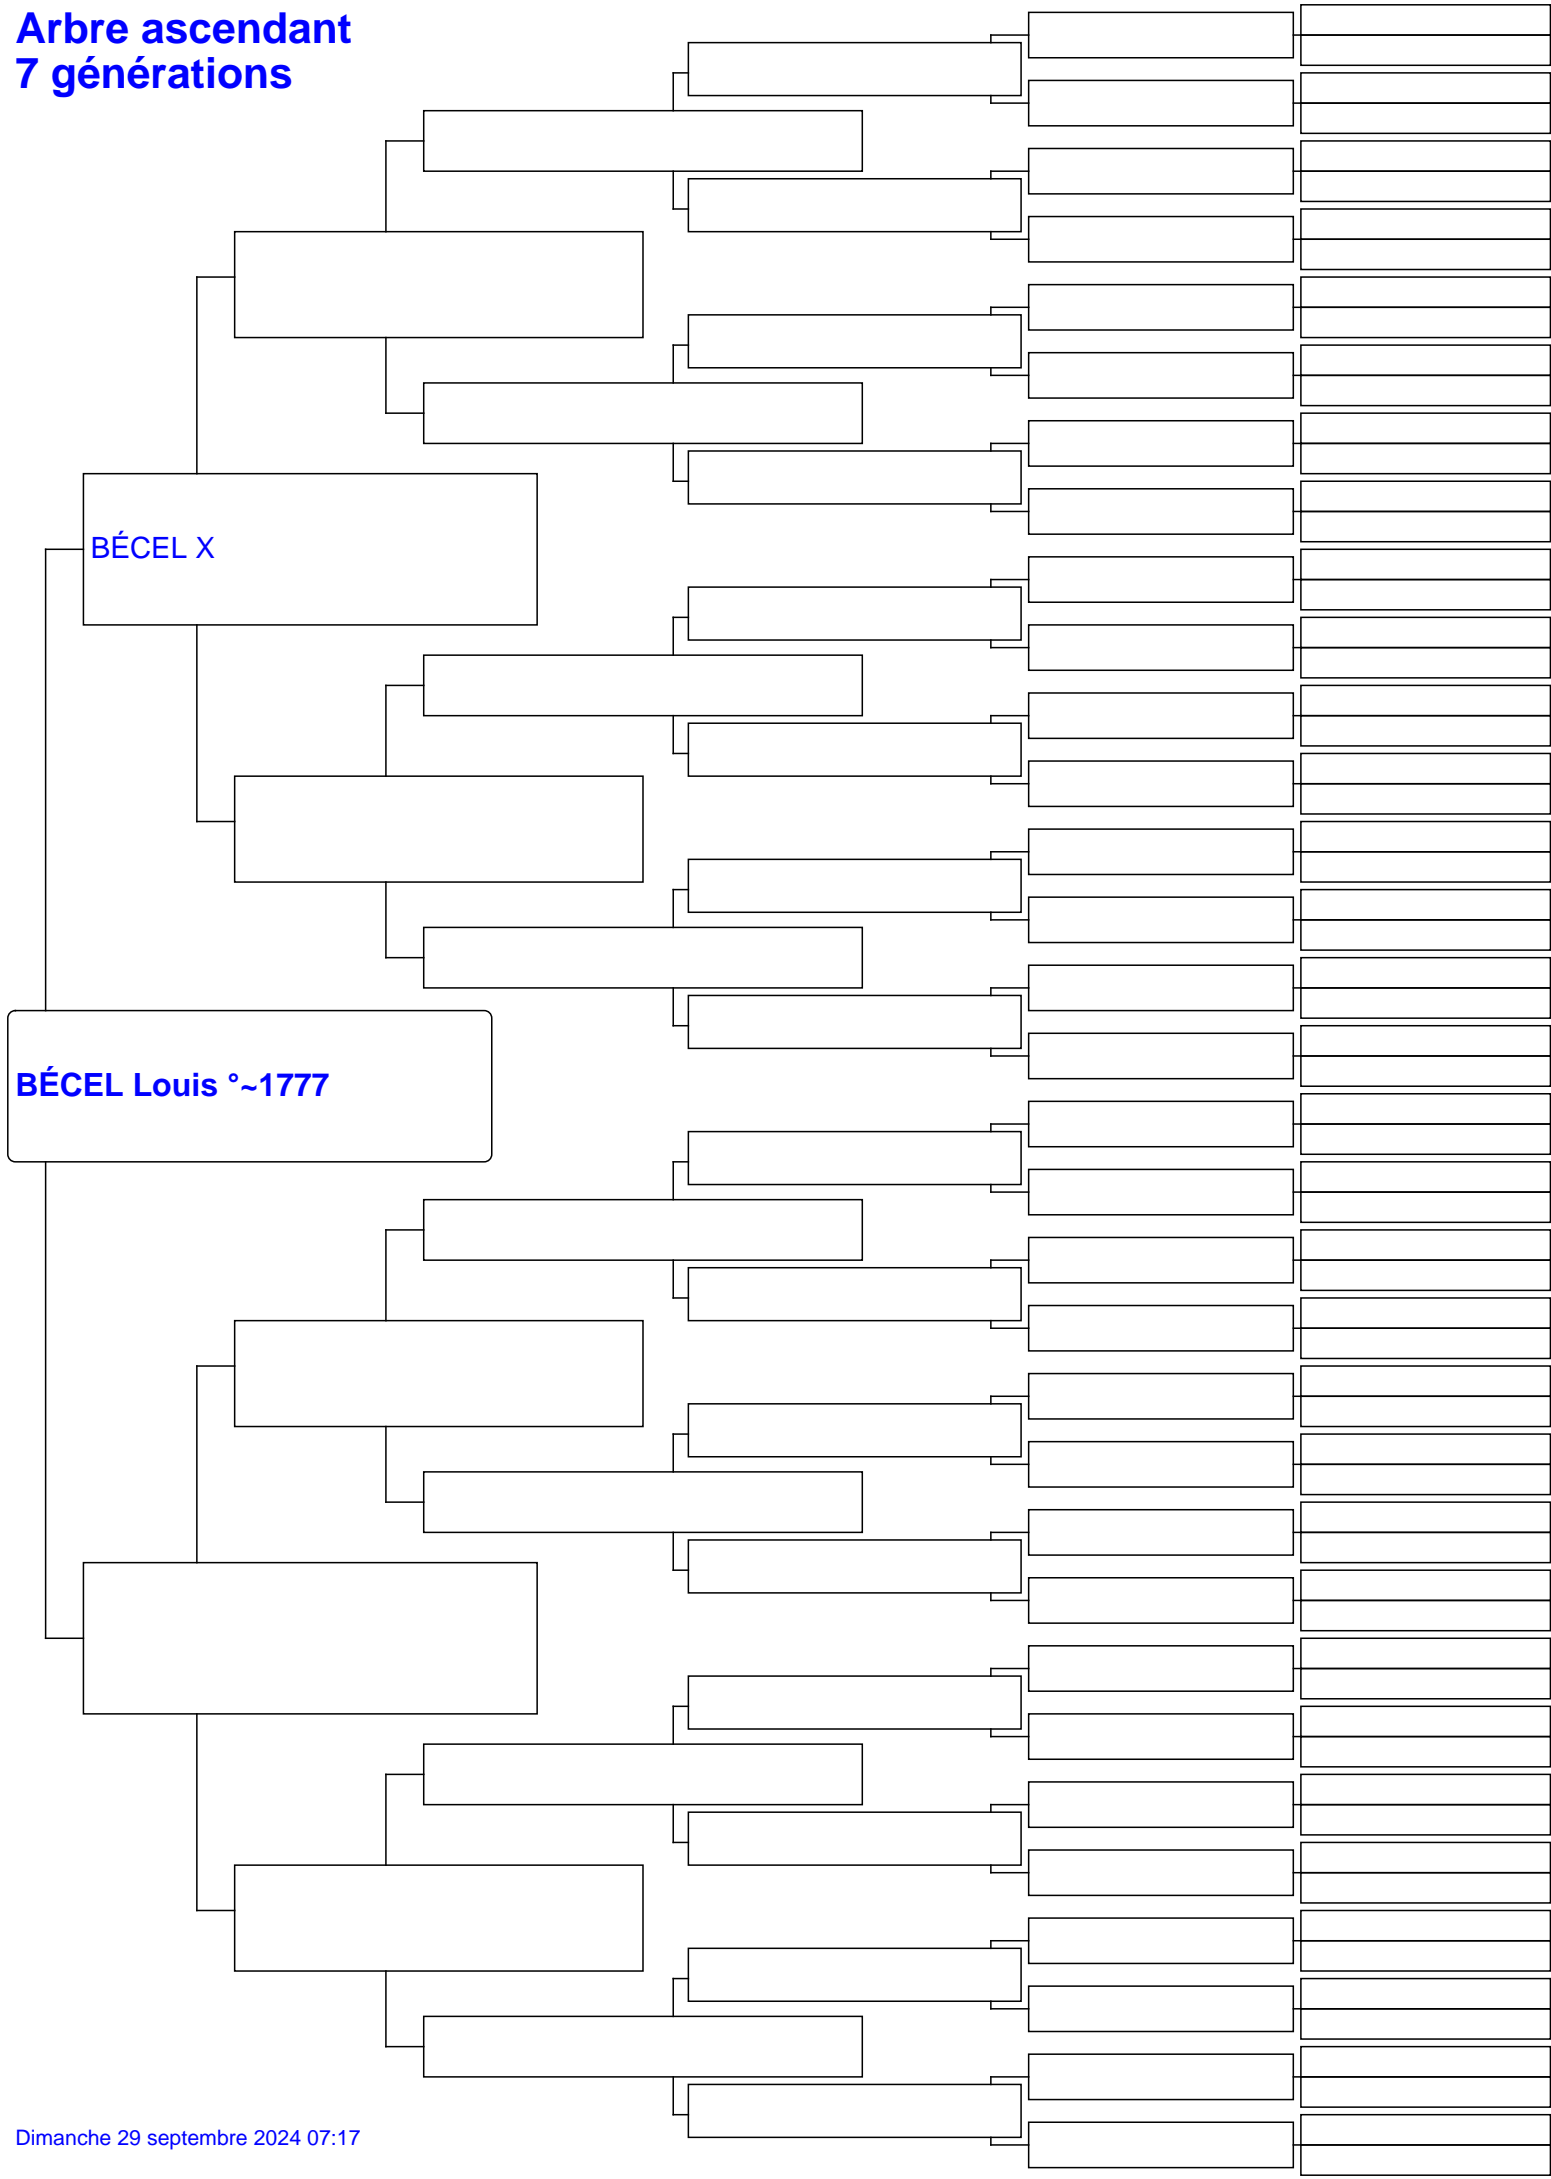 Arbre ascendant
7 générations
BÉCEL X
BÉCEL Louis °~1777
Dimanche 29 septembre 2024 07:17